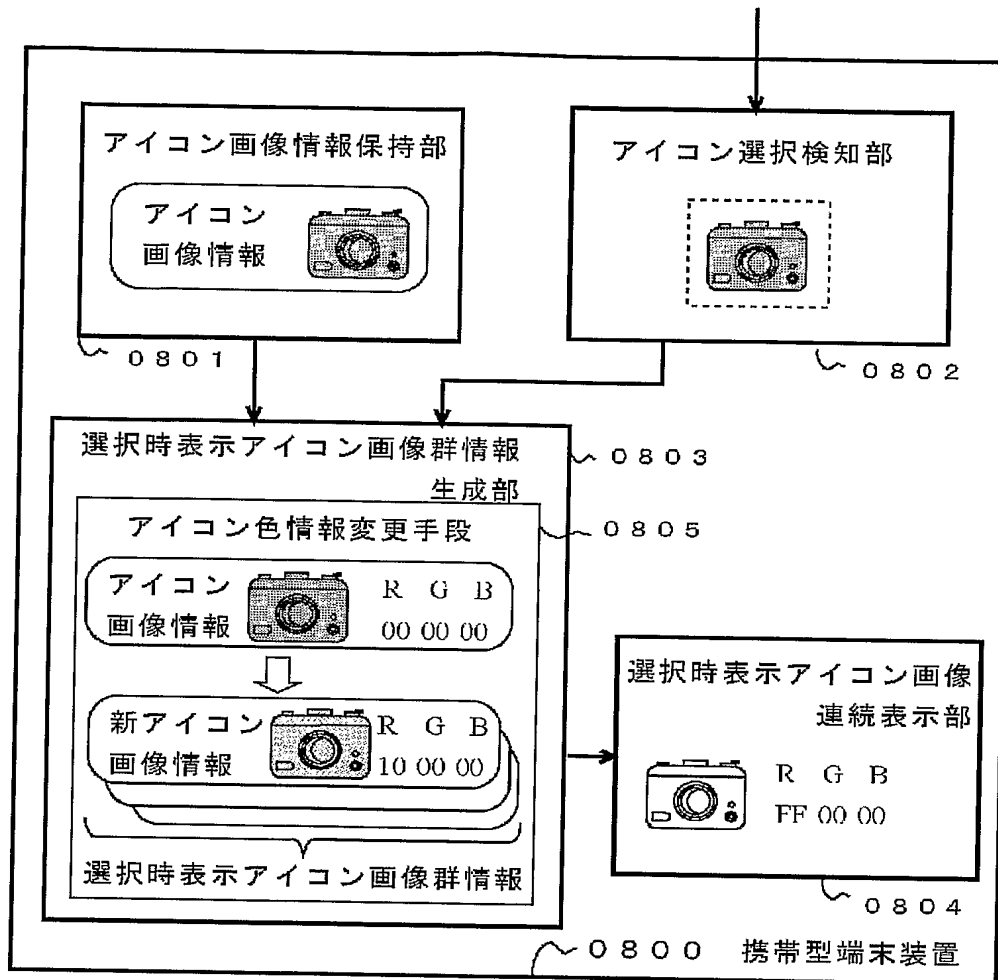 アイコン画像情報保持部
アイコン
画像情報
0801
アイコン選択検知部
0802
選択時表示アイコン画像群情報
生成部
0803
アイコン色情報変更手段
0805
アイコン
画像情報
R G B
00 00 00
新アイコン
画像情報
R G B
10 00 00
選択時表示アイコン画像群情報
選択時表示アイコン画像
連続表示部
R G B
FF 00 00
0804
0800 携帯型端末装置